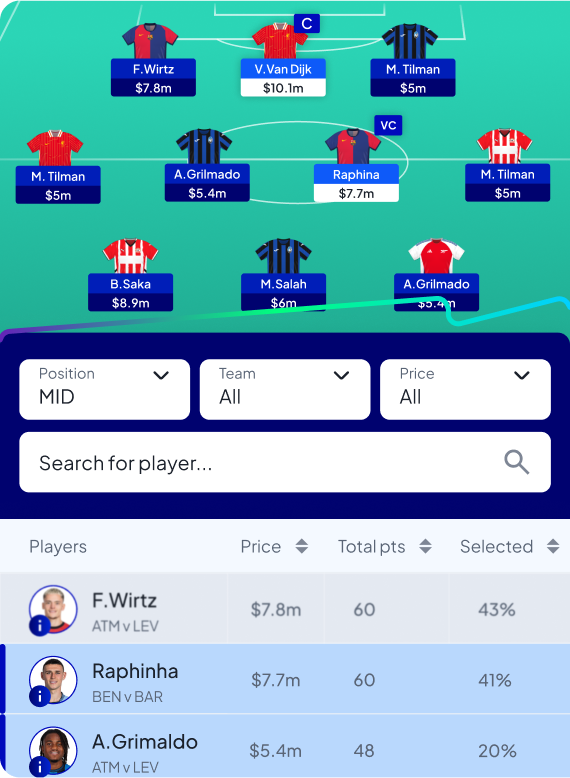 C
F.Wirtz V.Van Dijk M. Tilman
$7.8m $10.1m $5m
VC
M. Tilman A.Grilmado Raphina M. Tilman
$5m $5.4m $7.7m $5m
B.Saka M.Salah A.Grilmado
$8.9m $6m $5.4m
Position Team Price
MID All All
Search for player...
Players Price Total pts Selected
F.Wirtz $7.8m 60 43%
ATM v LEV
Raphinha $7.7m 60 41%
BEN v BAR
A.Grimaldo $5.4m 48 20%
ATM v LEV